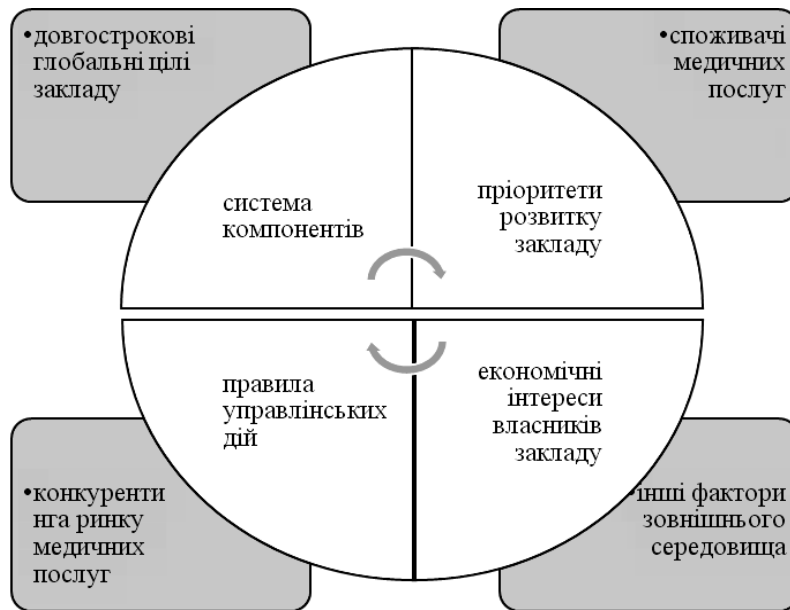 •довгострокові
глобальні цілі
закладу
•споживачі
медичних
послуг
система
компонентів
пріоритети
розвитку
закладу
правила
управлінських
дій
економічні
інтереси
власників
закладу
•конкуренти
нга ринку
медичних
послуг
•інші фактори
зовнішнього
середовища